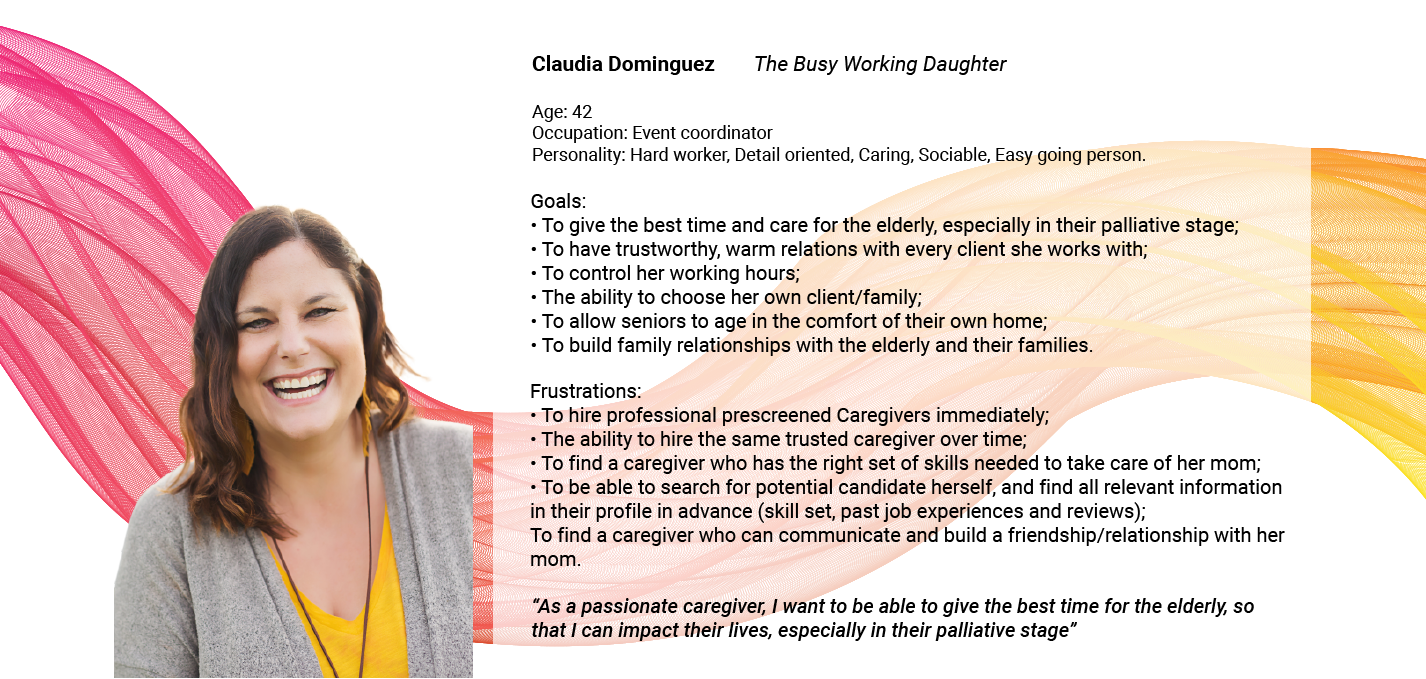 Claudia Dominguez The Busy Working Daughter
Age: 42
Occupation: Event coordinator
Personality: Hard worker, Detail oriented, Caring, Sociable, Easy going person.
Goals:
• To give the best time and care for the elderly, especially in their palliative stage;
• To have trustworthy, warm relations with every client she works with;
• To control her working hours;
• The ability to choose her own client/family;
• To allow seniors to age in the comfort of their own home;
• To build family relationships with the elderly and their families.
Frustrations:
• To hire professional prescreened Caregivers immediately;
• The ability to hire the same trusted caregiver over time;
• To find a caregiver who has the right set of skills needed to take care of her mom;
• To be able to search for potential candidate herself, and find all relevant information
in their profile in advance (skill set, past job experiences and reviews);
To find a caregiver who can communicate and build a friendship/relationship with her
mom.
“As a passionate caregiver, I want to be able to give the best time for the elderly, so
that I can impact their lives, especially in their palliative stage”